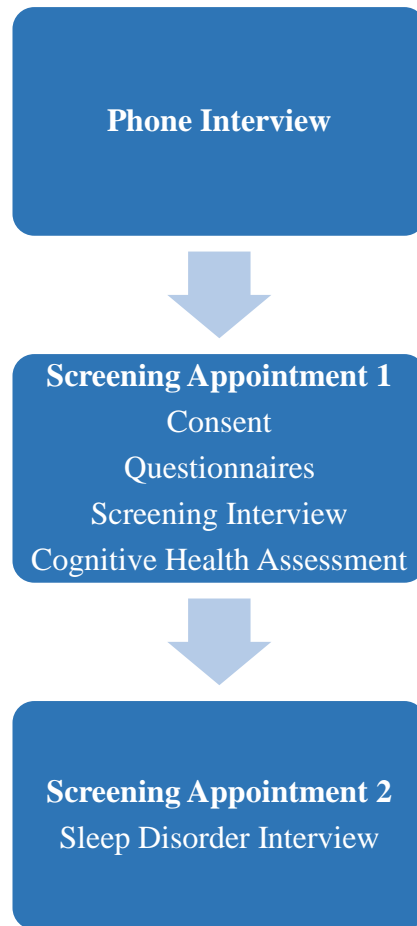 Phone Interview
Screening Appointment 1
Consent
Questionnaires
Screening Interview
Cognitive Health Assessment
Screening Appointment 2
Sleep Disorder Interview